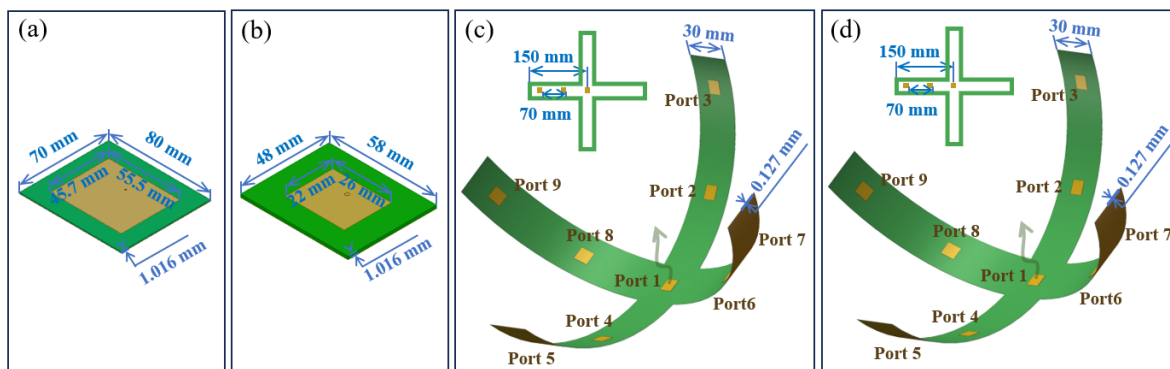 (a)
70 mm
80 mm
45.7 mm
55.5 mm
1.016 mm
(b)
48 mm
58 mm
22 mm
26 mm
1.016 mm
(c)
150 mm
70 mm
30 mm
Port 3
0.127 mm
Port 9
Port 2
Port 8
Port 7
Port 1
Port6
Port 4
Port 5
(d)
150 mm
70 mm
30 mm
Port 3
0.127 mm
Port 9
Port 2
Port 8
Port 7
Port 1
Port6
Port 4
Port 5